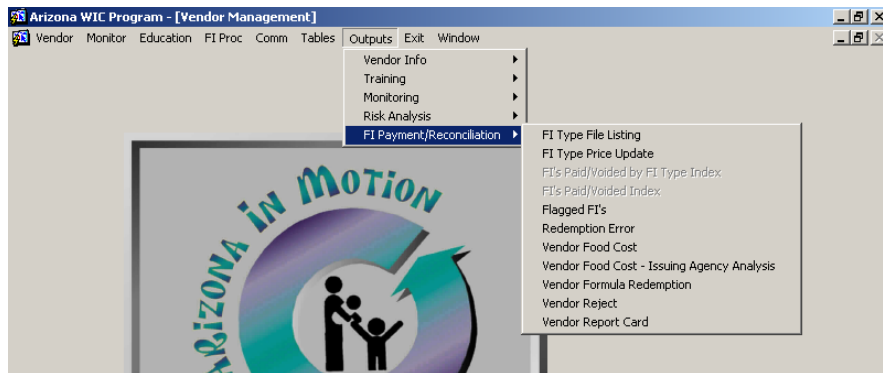 Arizona WIC Program - [Vendor Management]
Vendor Monitor Education FI Proc Comm Tables Outputs Exit Window
Vendor Info
Training
Monitoring
Risk Analysis
FI Payment/Reconciliation
FI Type File Listing
FI Type Price Update
FI's Paid/Voided by FI Type Index
FI's Paid/Voided Index
Flagged FI's
Redemption Error
Vendor Food Cost
Vendor Food Cost - Issuing Agency Analysis
Vendor Formula Redemption
Vendor Reject
Vendor Report Card
ARIZONA in MOTION